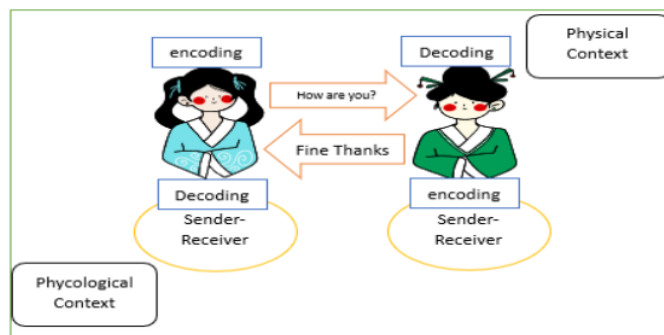 encoding
Decoding
Physical
Context
How are you?
Fine Thanks
Decoding
Sender-
Receiver
encoding
Sender-
Receiver
Phycological
Context